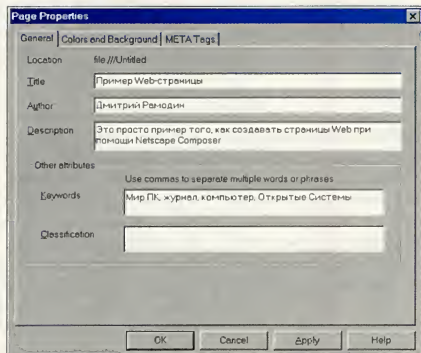 Page Properties
General Colors and Background META Tags
Location file:///Untitled
Title Пример Web-страницы
Author Дмитрий Рамодин
Description Это просто пример того, как создавать страницы Web при
помощи Netscape Composer
Other attributes
Use commas to separate multiple words or phrases
Keywords Мир ПК, журнал, компьютер, Открытые Системы
Classification
OK Cancel Apply Help